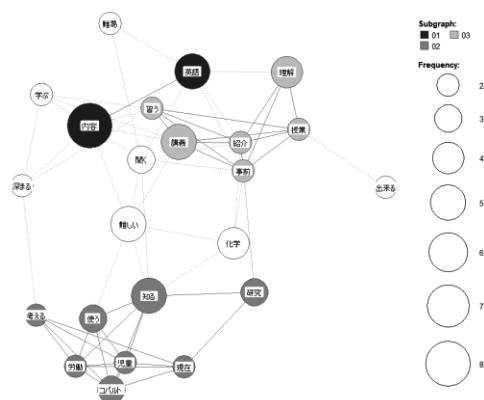 難易
英語
理解
学ぶ
習う
内容
授業
講義
紹介
聞く
事前
深まる
出来る
難しい
化学
知る
研究
考える
使う
児童
労働
現在
コバルト
Subgraph:
01
03
02
Frequency:
2
3
4
5
6
7
8